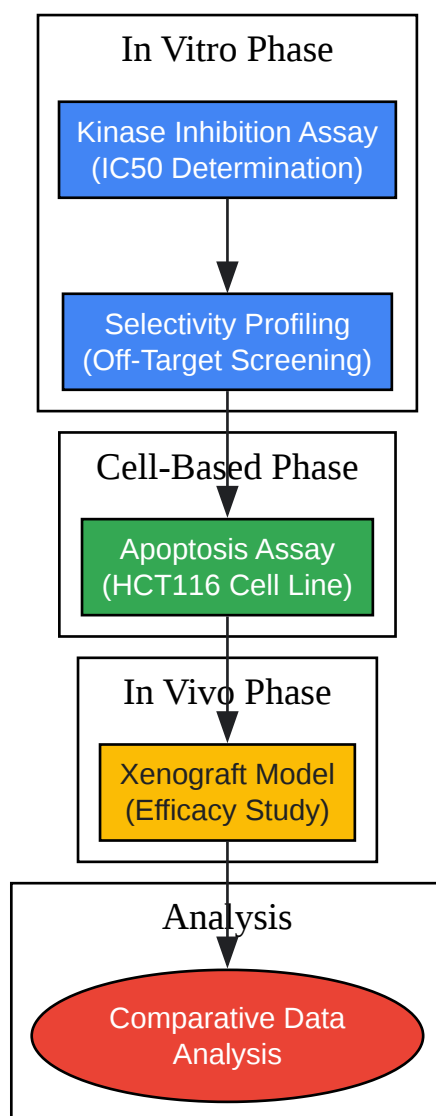 In Vitro Phase
Kinase Inhibition Assay
(IC50 Determination)
Selectivity Profiling
(Off-Target Screening)
Cell-Based Phase
Apoptosis Assay
(HCT116 Cell Line)
In Vivo Phase
Xenograft Model
(Efficacy Study)
Analysis
Comparative Data
Analysis